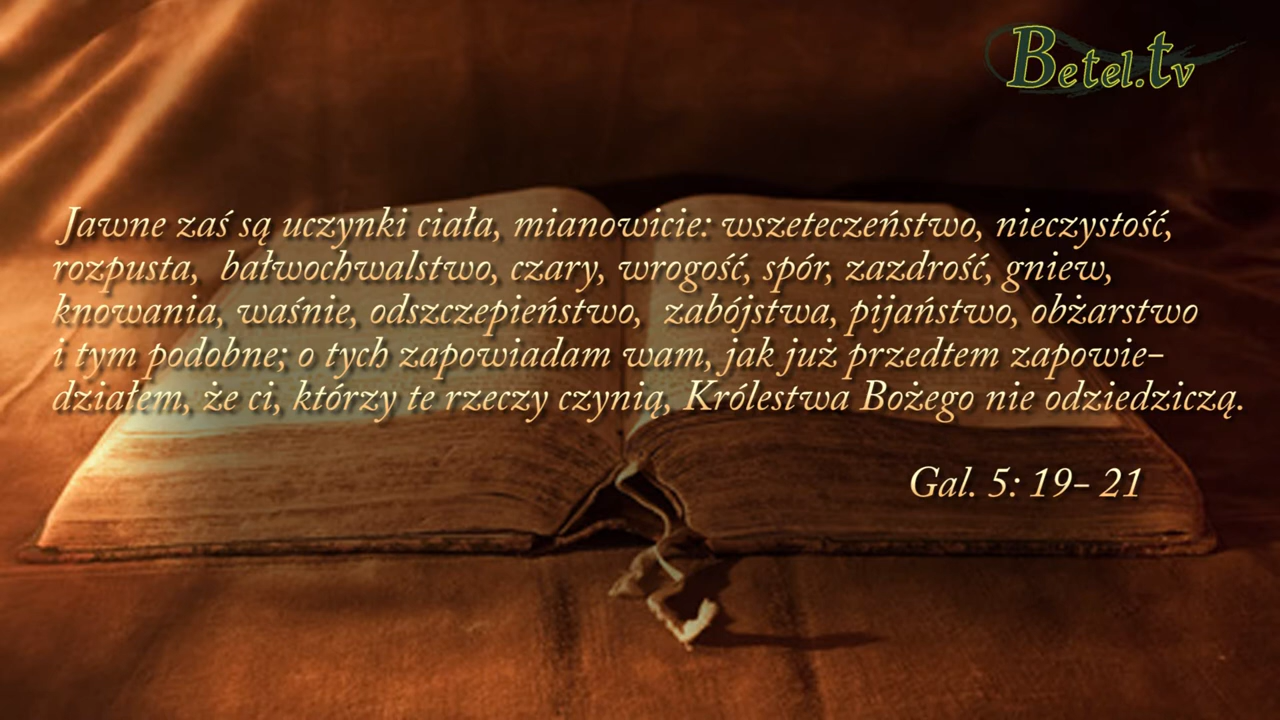 Betel.tv
Jawne zaś są uczynki ciała, mianowicie: wszeteczeństwo, nieczystość,
rozpusta, bałwochwalstwo, czary, wrogość, spór, zazdrość, gniew,
knowania, waśnie, odszczepieństwo, zabójstwa, pijaństwo, obżarstwo
i tym podobne; o tych zapowiadam wam, jak już przedtem zapowie-
działem, że ci, którzy te rzeczy czynią, Królestwa Bożego nie odziedziczą.
Gal. 5: 19- 21